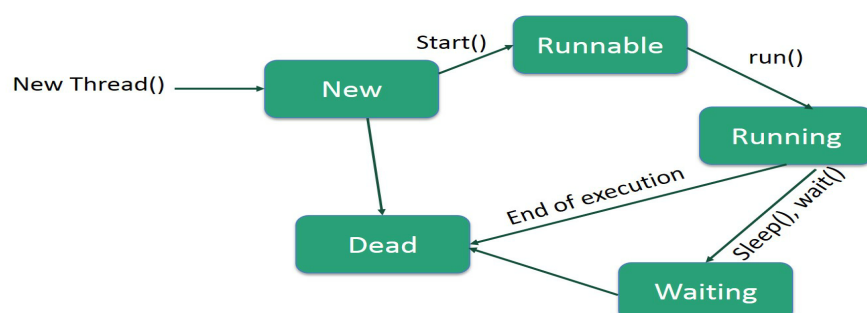 New Thread()
New
Start()
Runnable
run()
Running
End of execution
Sleep(), wait()
Dead
Waiting